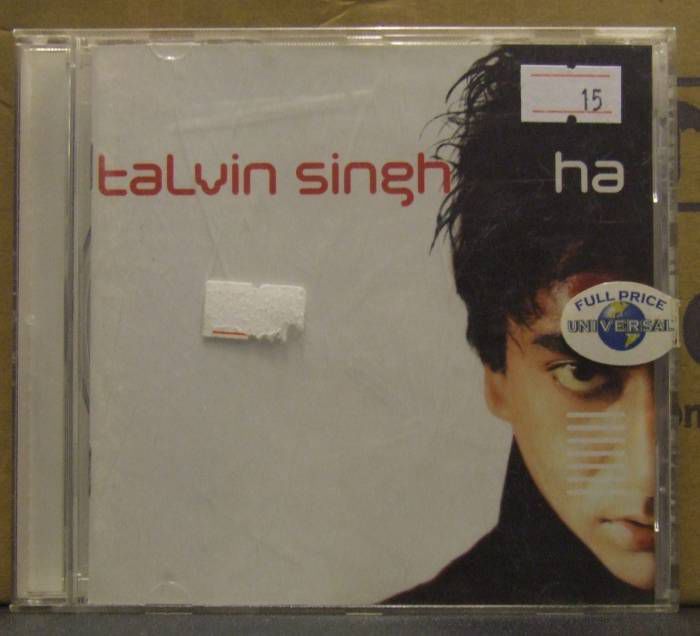 15
talvin singh ha
FULL PRICE
UNIVERSAL